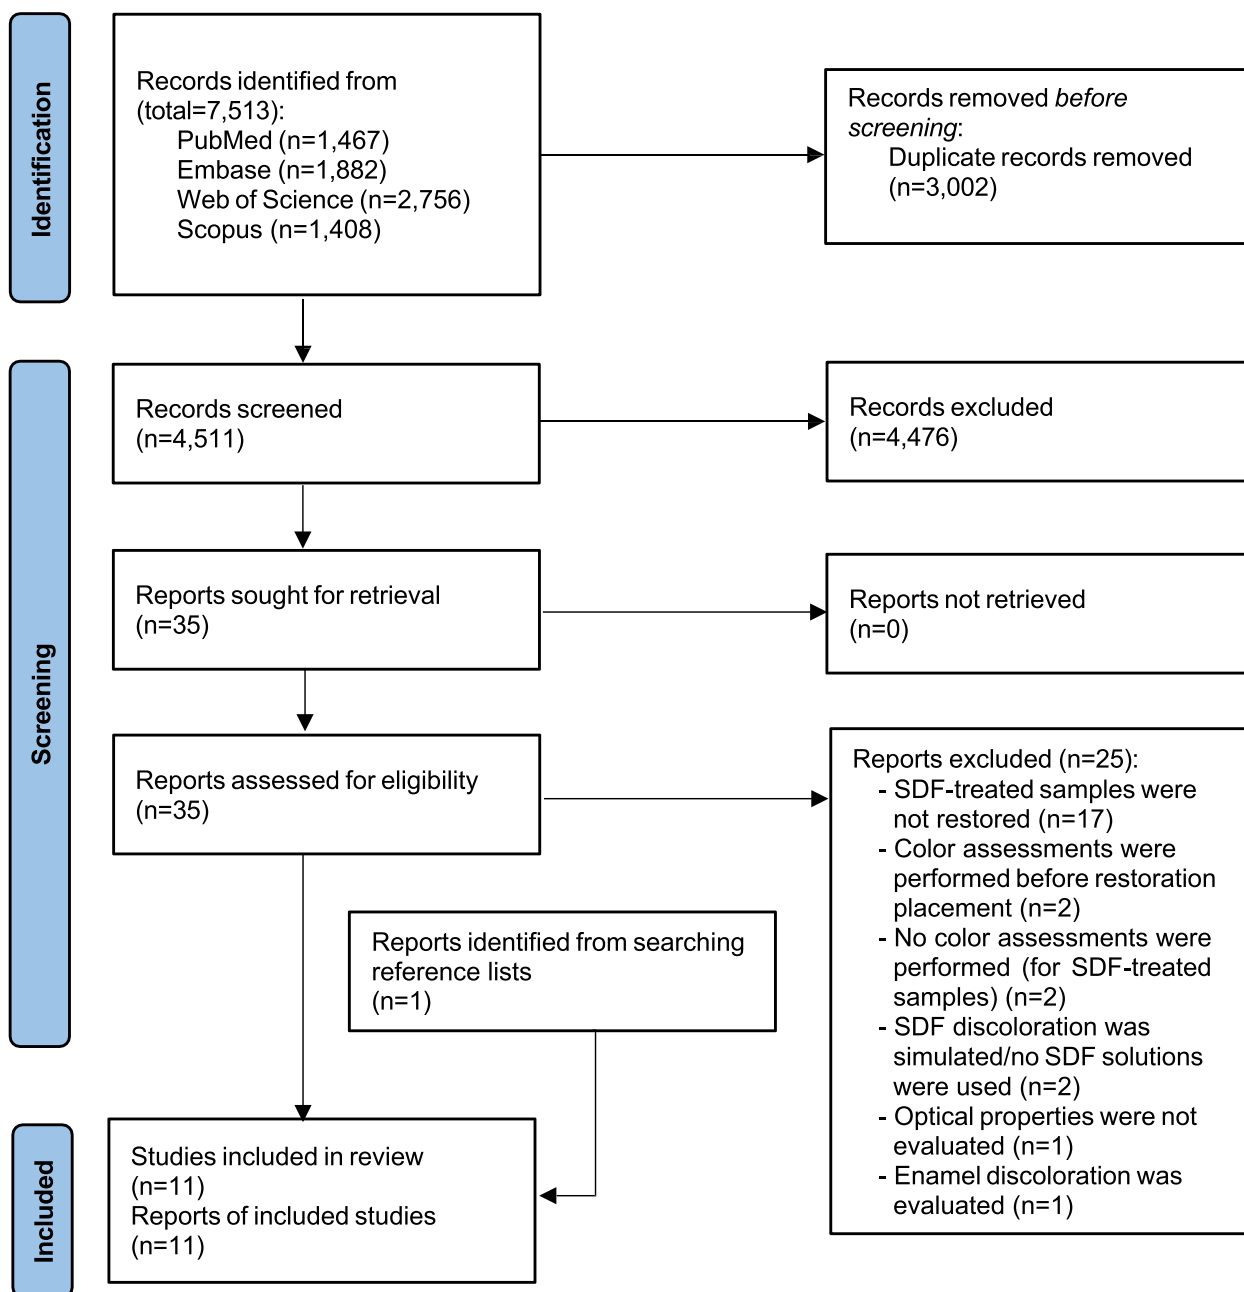 Identification
Records identified from
(total=7,513):
PubMed (n=1,467)
Embase (n=1,882)
Web of Science (n=2,756)
Scopus (n=1,408)
Records removed before
screening:
Duplicate records removed
(n=3,002)
Screening
Records screened
(n=4,511)
Records excluded
(n=4,476)
Reports sought for retrieval
(n=35)
Reports not retrieved
(n=0)
Reports assessed for eligibility
(n=35)
Reports excluded (n=25):
- SDF-treated samples were
not restored (n=17)
- Color assessments were
performed before restoration
placement (n=2)
- No color assessments were
performed (for SDF-treated
samples) (n=2)
- SDF discoloration was
simulated/no SDF solutions
were used (n=2)
- Optical properties were not
evaluated (n=1)
- Enamel discoloration was
evaluated (n=1)
Reports identified from searching
reference lists
(n=1)
Included
Studies included in review
(n=11)
Reports of included studies
(n=11)